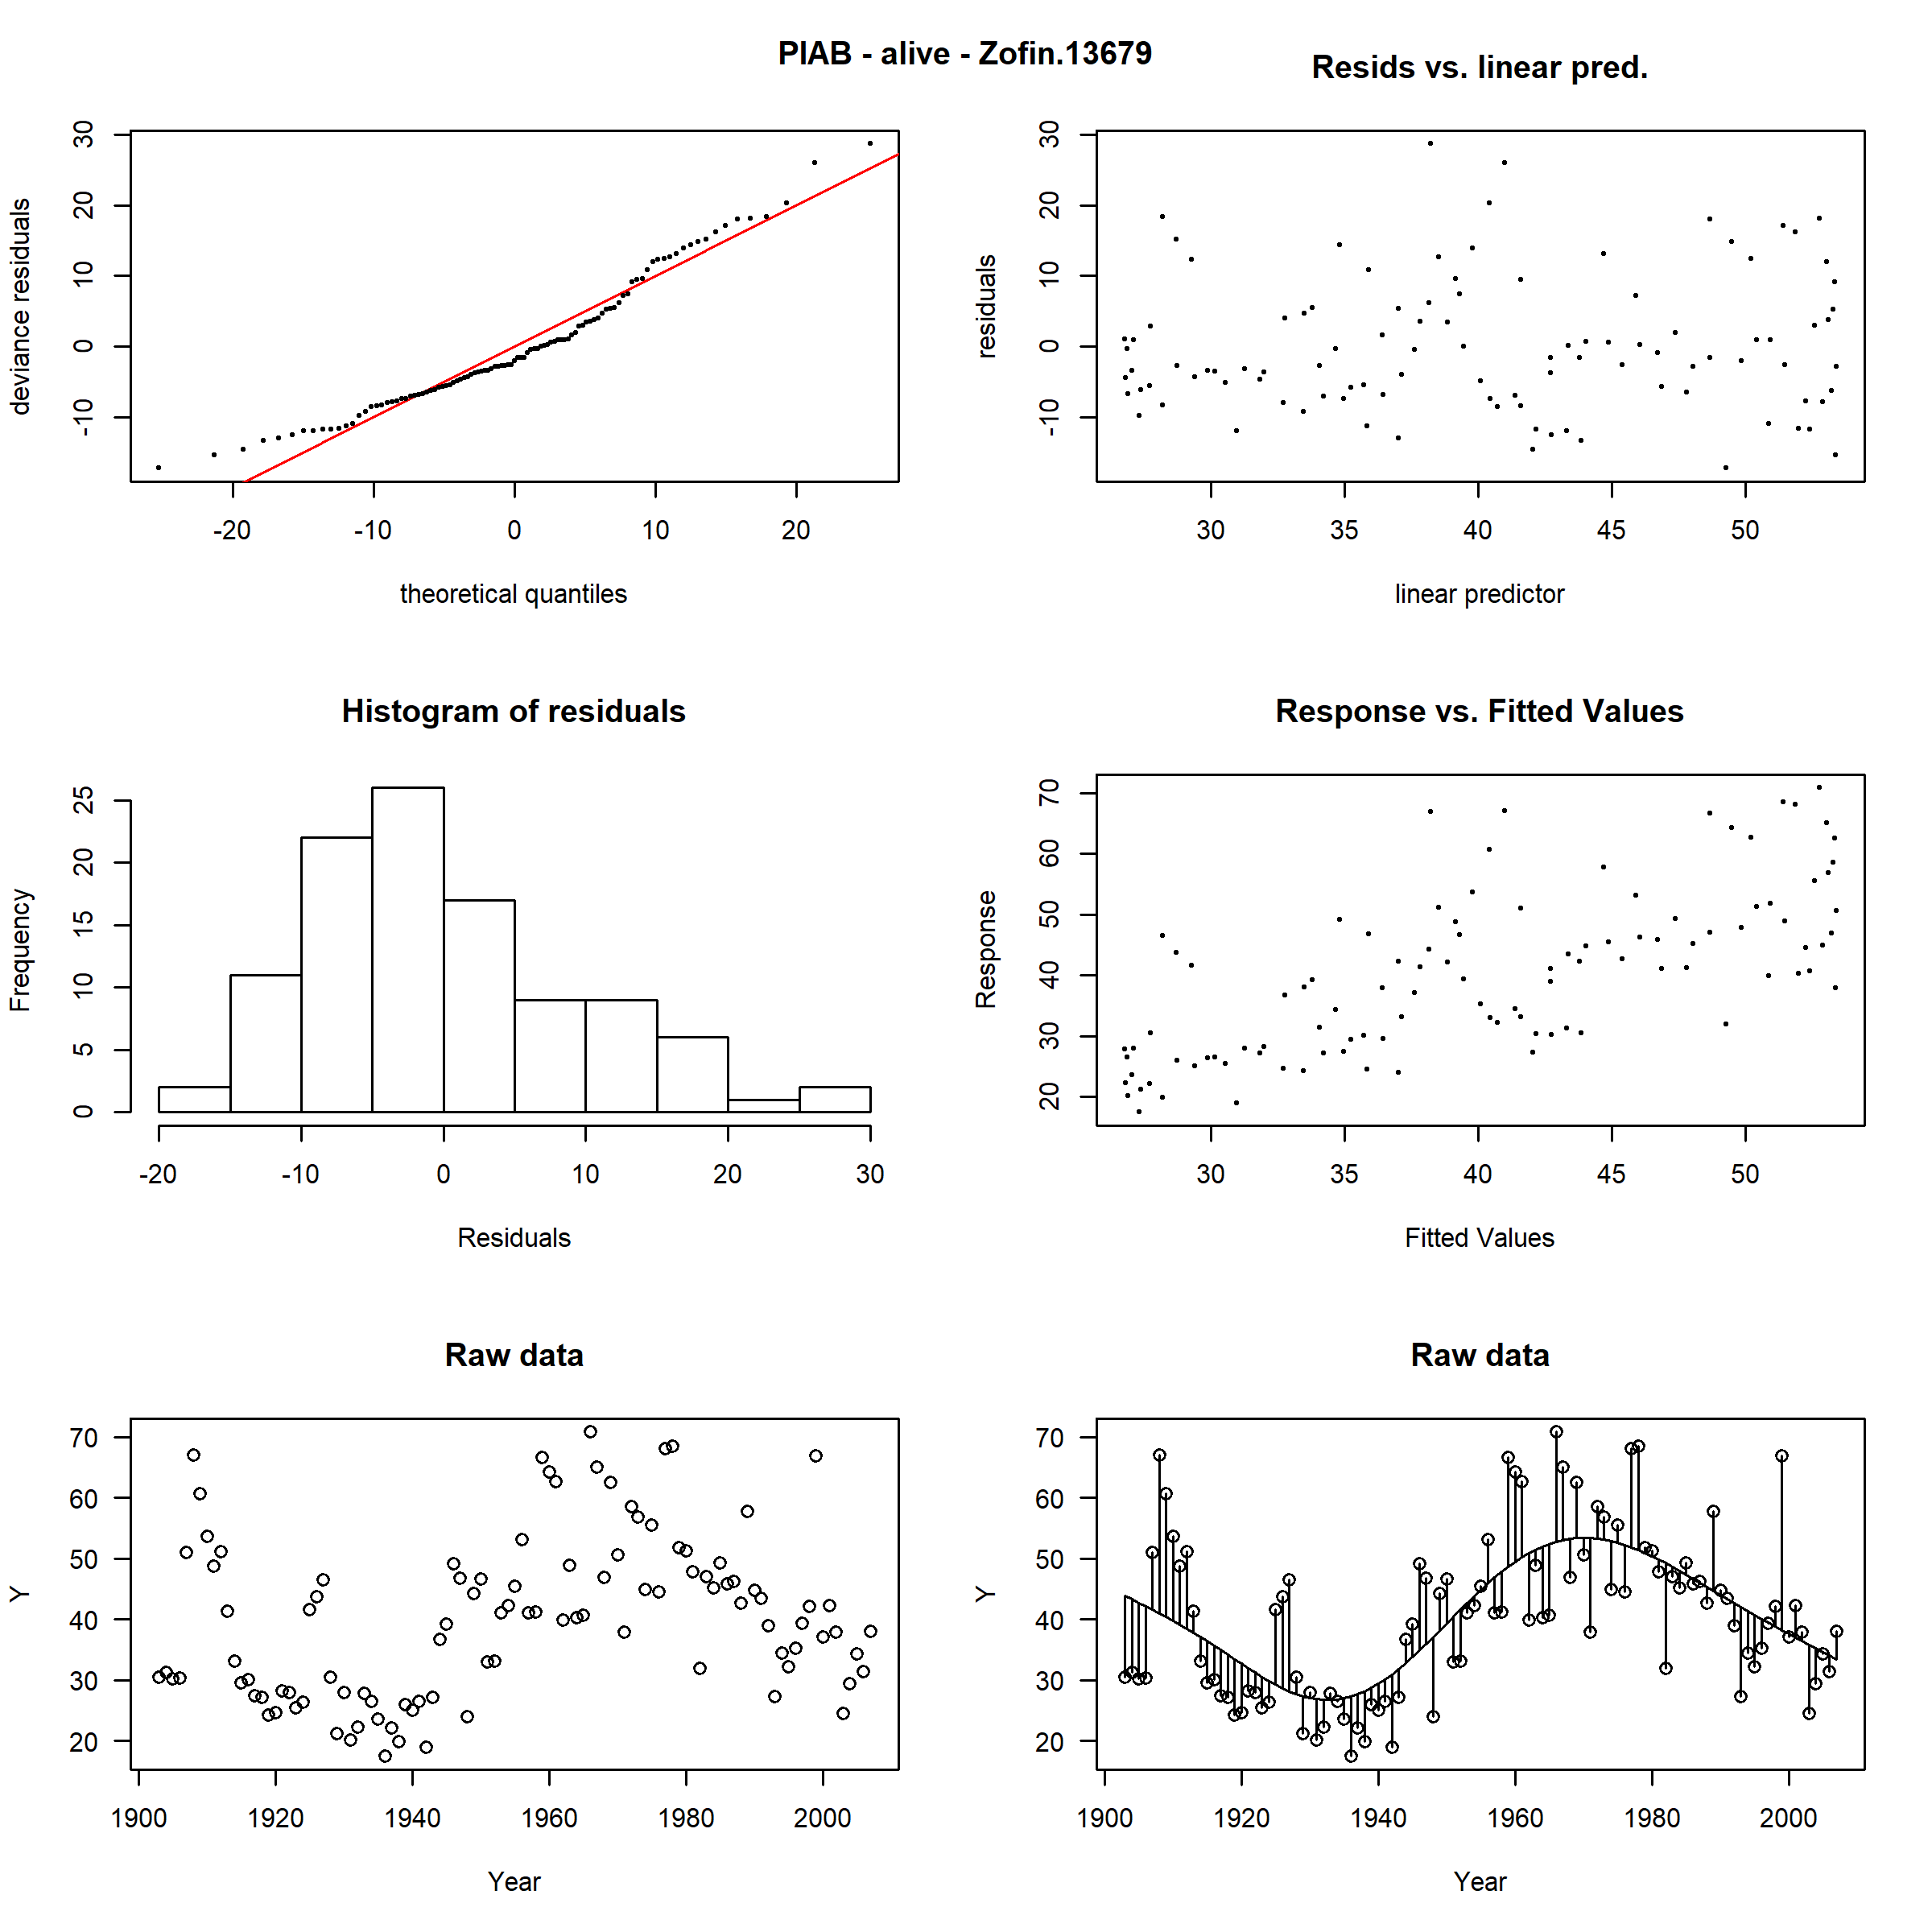 PIAB - alive - Zofin.13679
Resids vs. linear pred.
deviance residuals
30
20
10
0
-10
-20 -10 0 10 20
theoretical quantiles
residuals
30
20
10
0
-10
30 35 40 45 50
linear predictor
Histogram of residuals
Frequency
25
20
15
10
5
0
-20 -10 0 10 20 30
Residuals
Response vs. Fitted Values
Response
70
60
50
40
30
20
30 35 40 45 50
Fitted Values
Raw data
Y
70
60
50
40
30
20
1900 1920 1940 1960 1980 2000
Year
Raw data
Y
70
60
50
40
30
20
1900 1920 1940 1960 1980 2000
Year